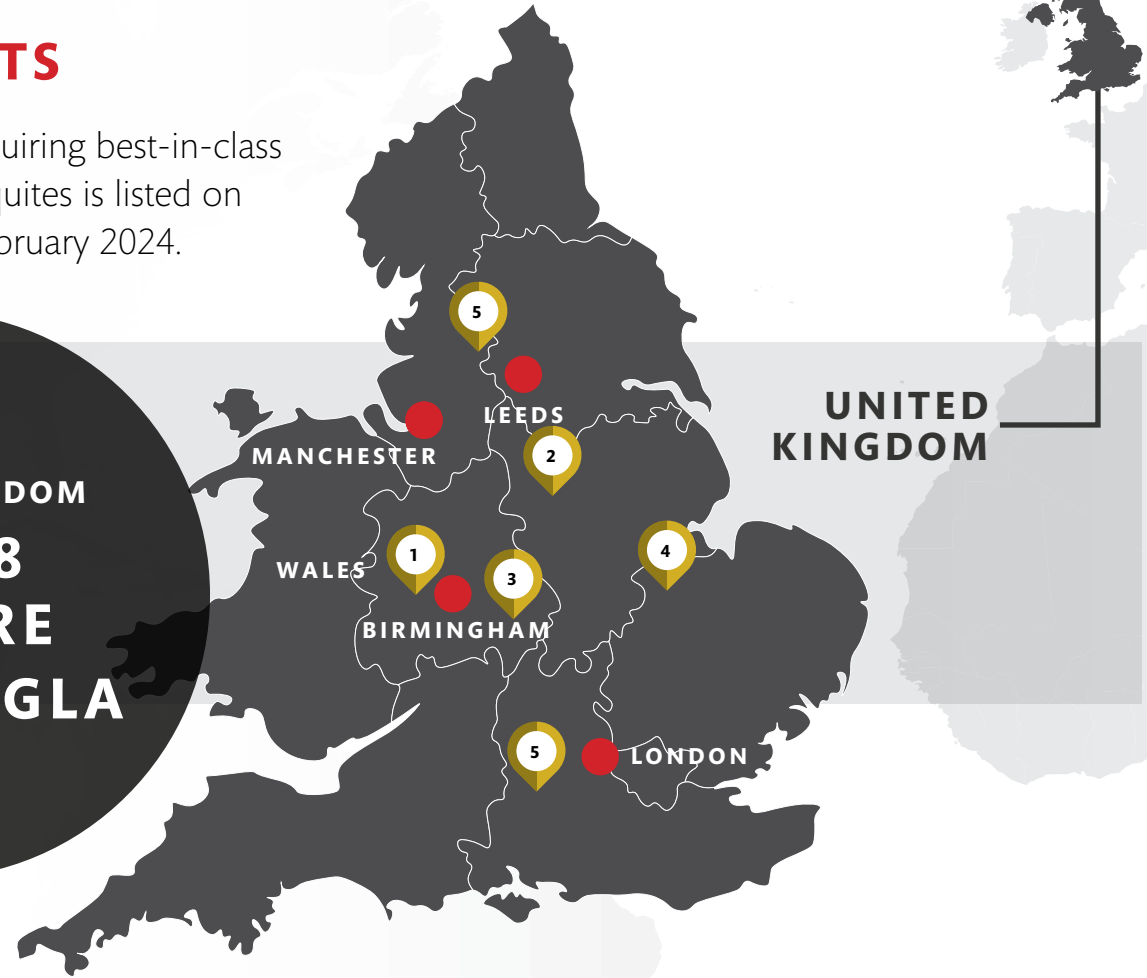 TS
uiring best-in-class
quites is listed on
bruary 2024.
5
LEEDS
MANCHESTER
2
UNITED
KINGDOM
DOM
8
RE
GLA
1
WALES
3
4
BIRMINGHAM
5
LONDON